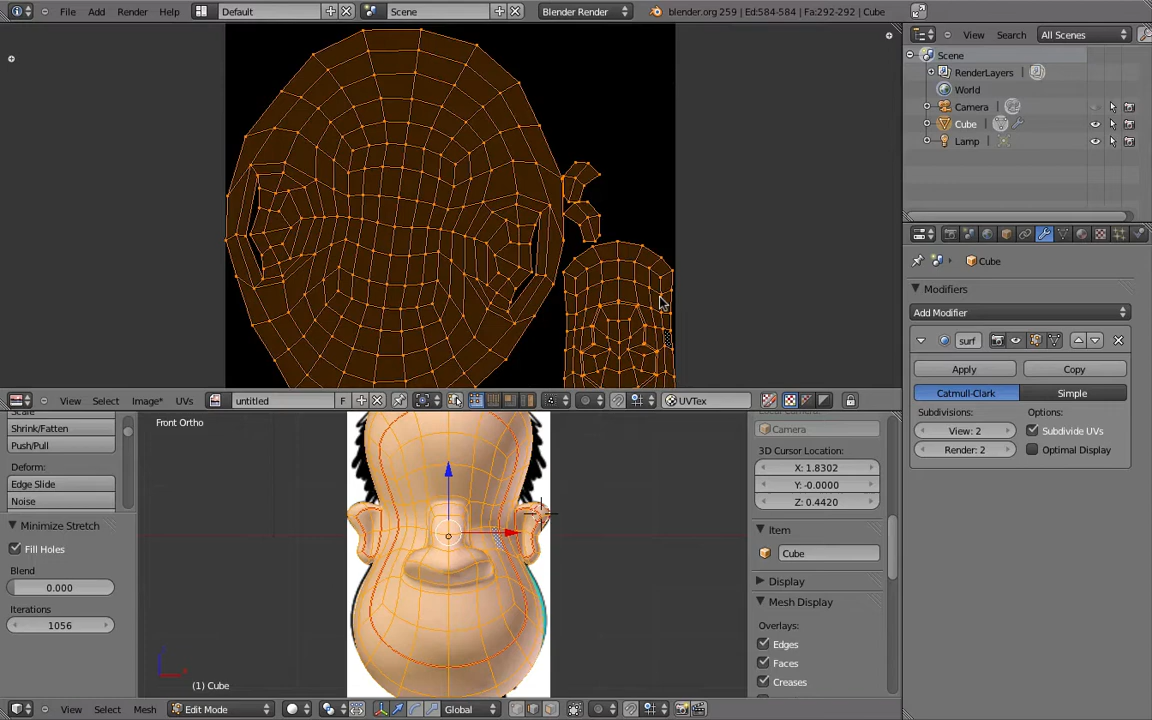 File Add Render Help Default Scene Blender Render blender.org 259 | Ed:584-584 | Fa:292-292 | Cube
View Search All Scenes
Scene
RenderLayers
World
Camera
Cube
Lamp
Cube
Modifiers
Add Modifier
surf
Apply Copy
Catmull-Clark Simple
Subdivisions: Options:
View: 2 Subdivide UVs
Render: 2 Optimal Display
View Select Image* UVs untitled F UVTex
Shrink/Fatten
Push/Pull
Deform:
Edge Slide
Noise
Minimize Stretch
Fill Holes
Blend
0.000
Iterations
1056
Front Ortho
(1) Cube
Camera
3D Cursor Location:
X: 1.8302
Y: -0.0000
Z: 0.4420
Item
Cube
Display
Mesh Display
Overlays:
Edges
Faces
Creases
View Select Mesh Edit Mode Global